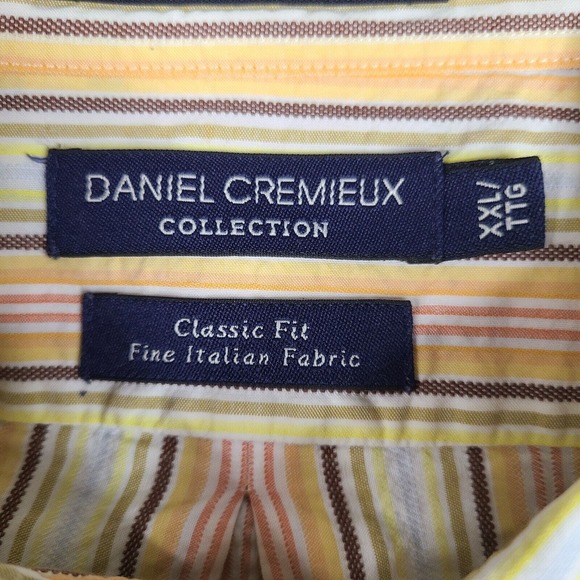 DANIEL CREMIEUX
COLLECTION
XXL/
TTG
Classic Fit
Fine Italian Fabric